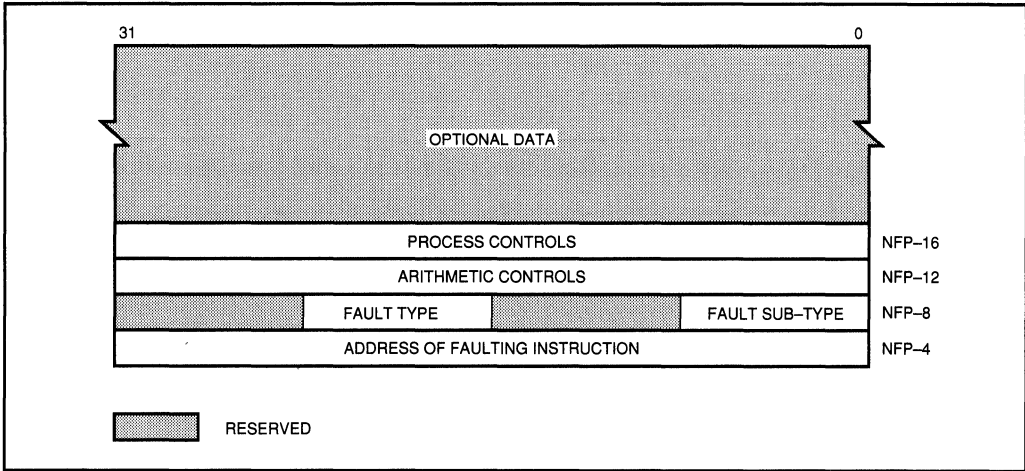 31 0
OPTIONAL DATA
PROCESS CONTROLS NFP–16
ARITHMETIC CONTROLS NFP–12
FAULT TYPE FAULT SUB–TYPE NFP–8
ADDRESS OF FAULTING INSTRUCTION NFP–4
RESERVED